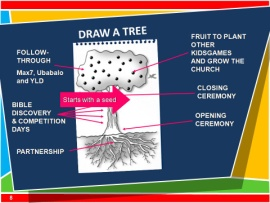 DRAW A TREE
FOLLOW-
THROUGH
Max7, Ubabalo
and YLD
BIBLE
DISCOVERY
& COMPETITION
DAYS
PARTNERSHIP
Starts with a seed
FRUIT TO PLANT
OTHER
KIDSGAMES
AND GROW THE
CHURCH
CLOSING
CEREMONY
OPENING
CEREMONY